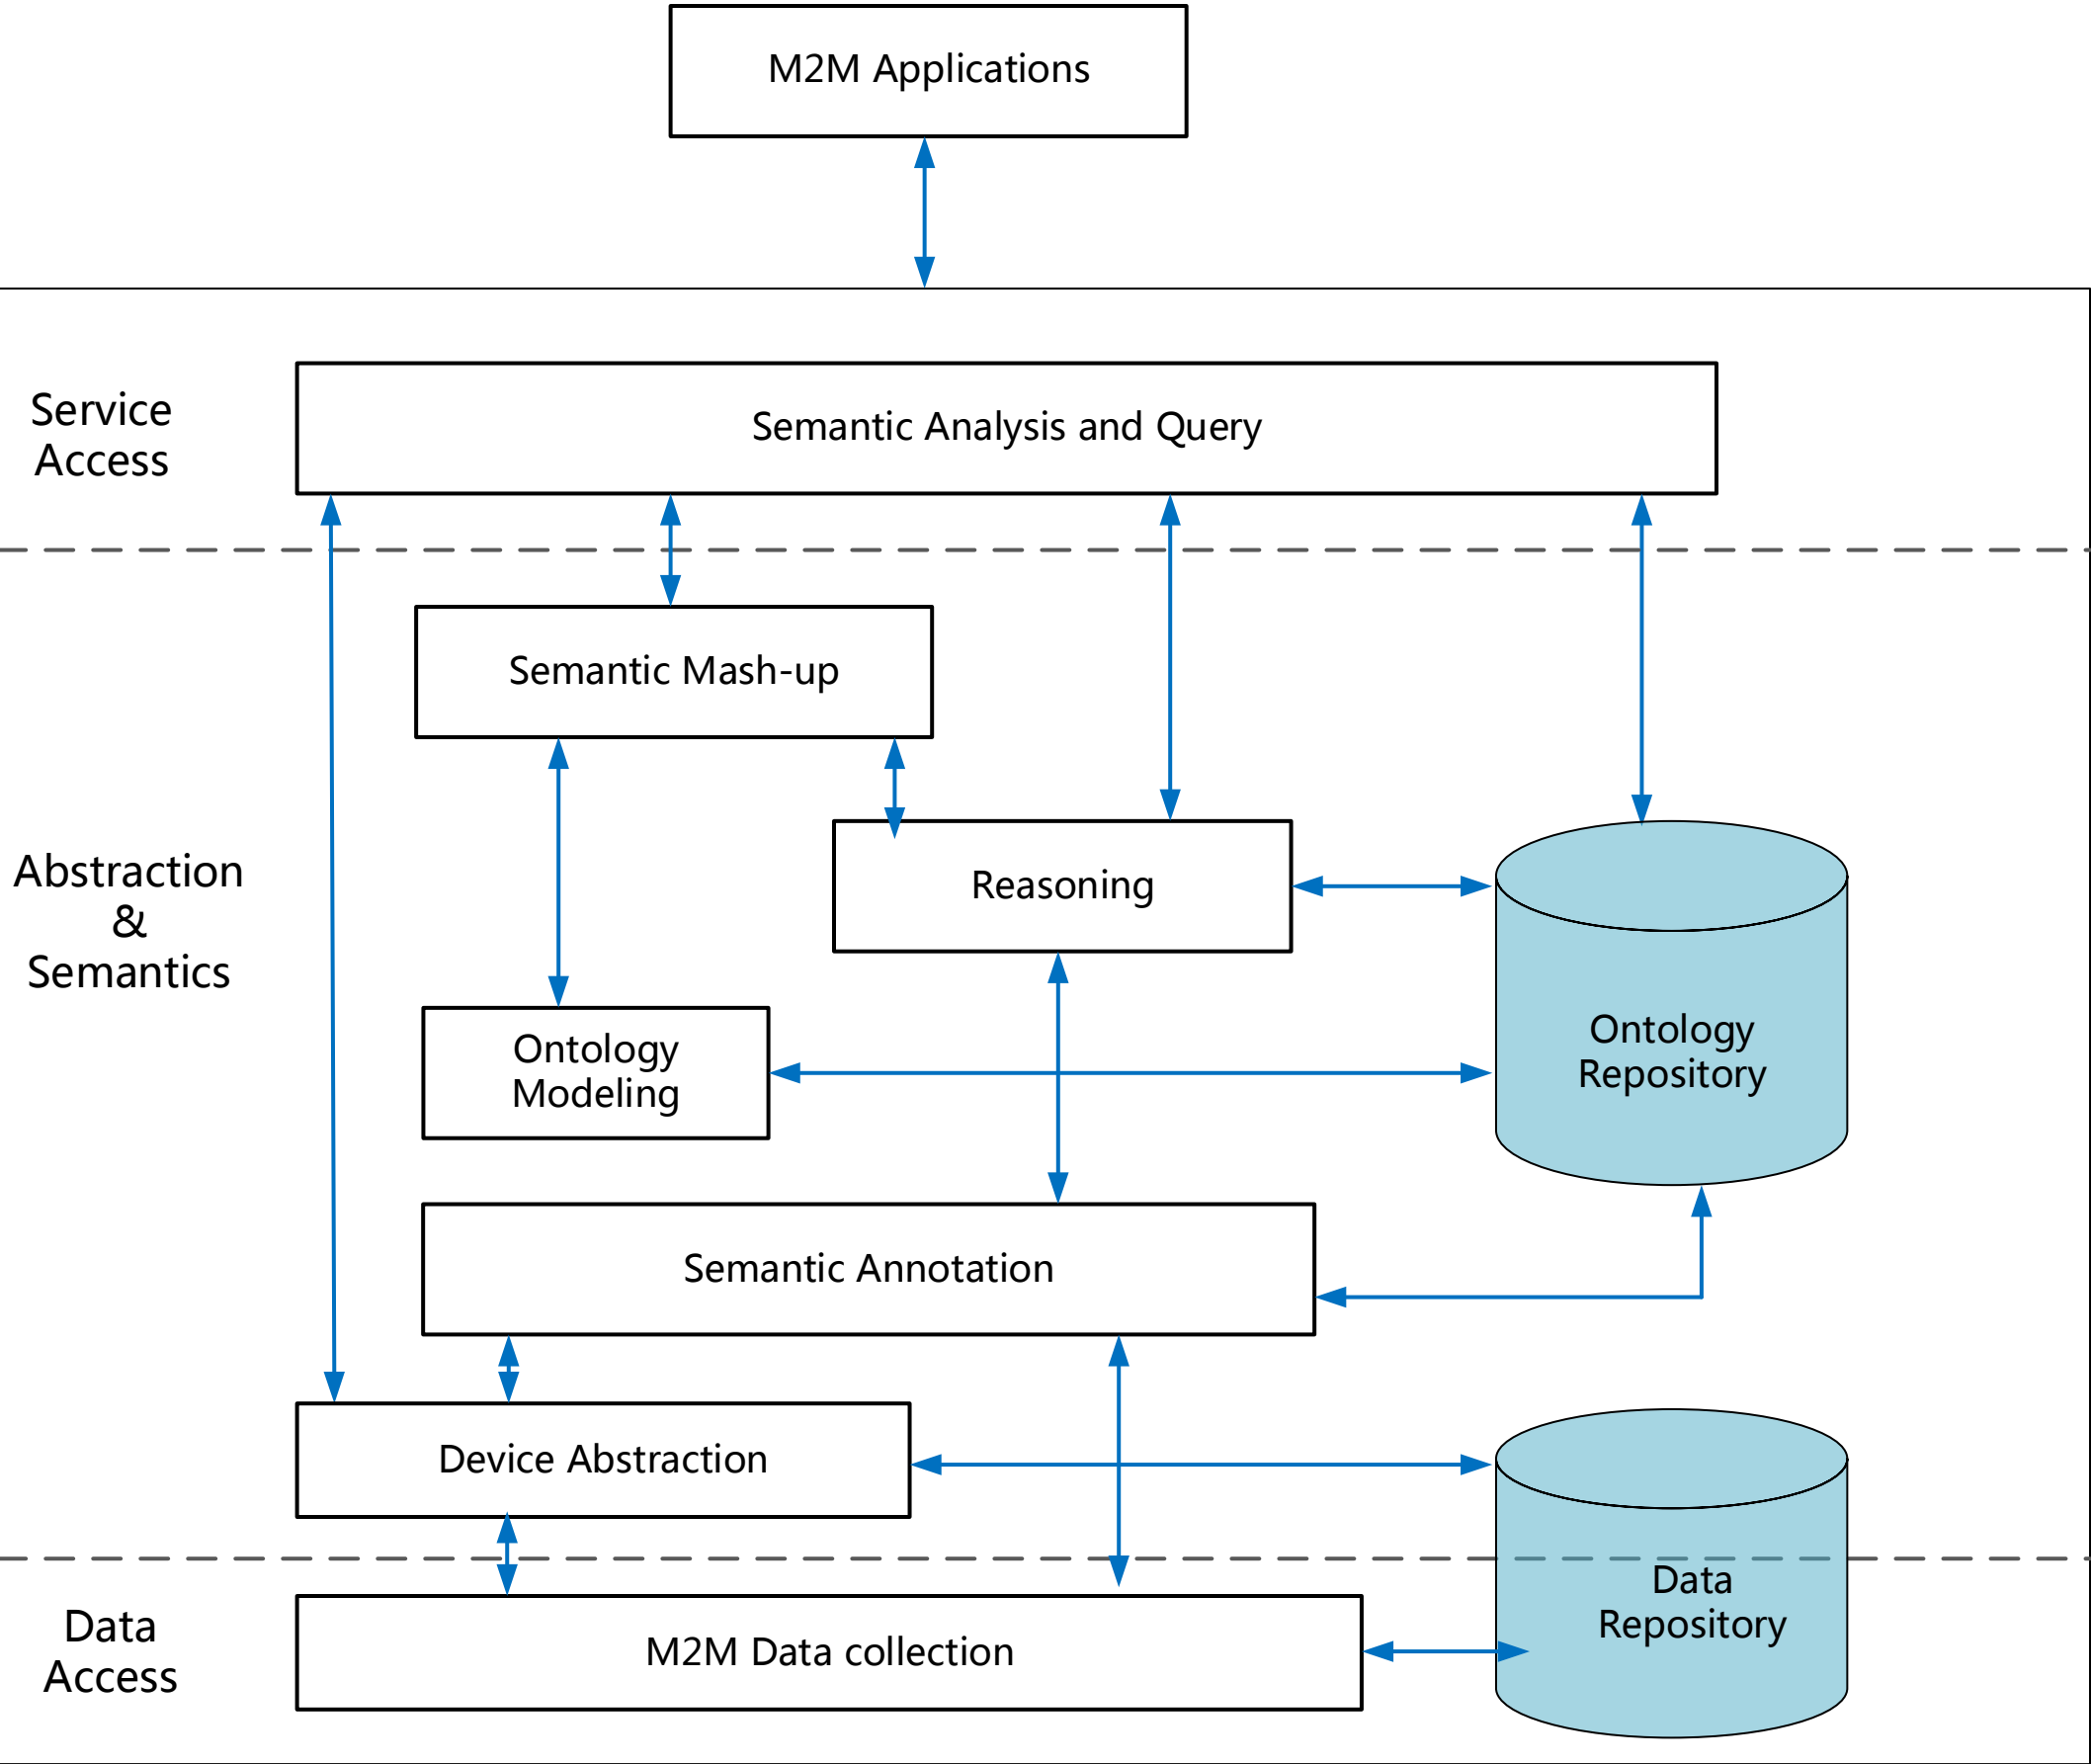 M2M Applications
Service
Access
Semantic Analysis and Query
Semantic Mash-up
Abstraction
&
Semantics
Reasoning
Ontology
Modeling
Ontology
Repository
Semantic Annotation
Device Abstraction
Data
Repository
Data
Access
M2M Data collection